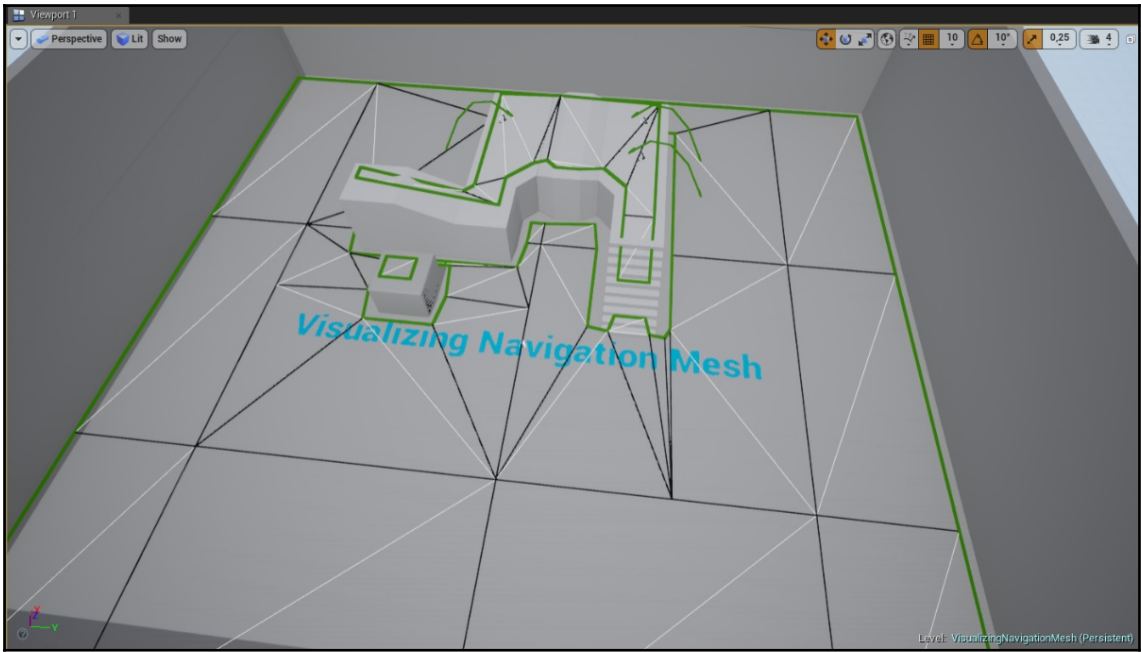 Viewport 1
Perspective Lit Show 10 10° 0,25 4
Visualizing Navigation Mesh
X
Z
Y
Level: VisualizingNavigationMesh (Persistent)